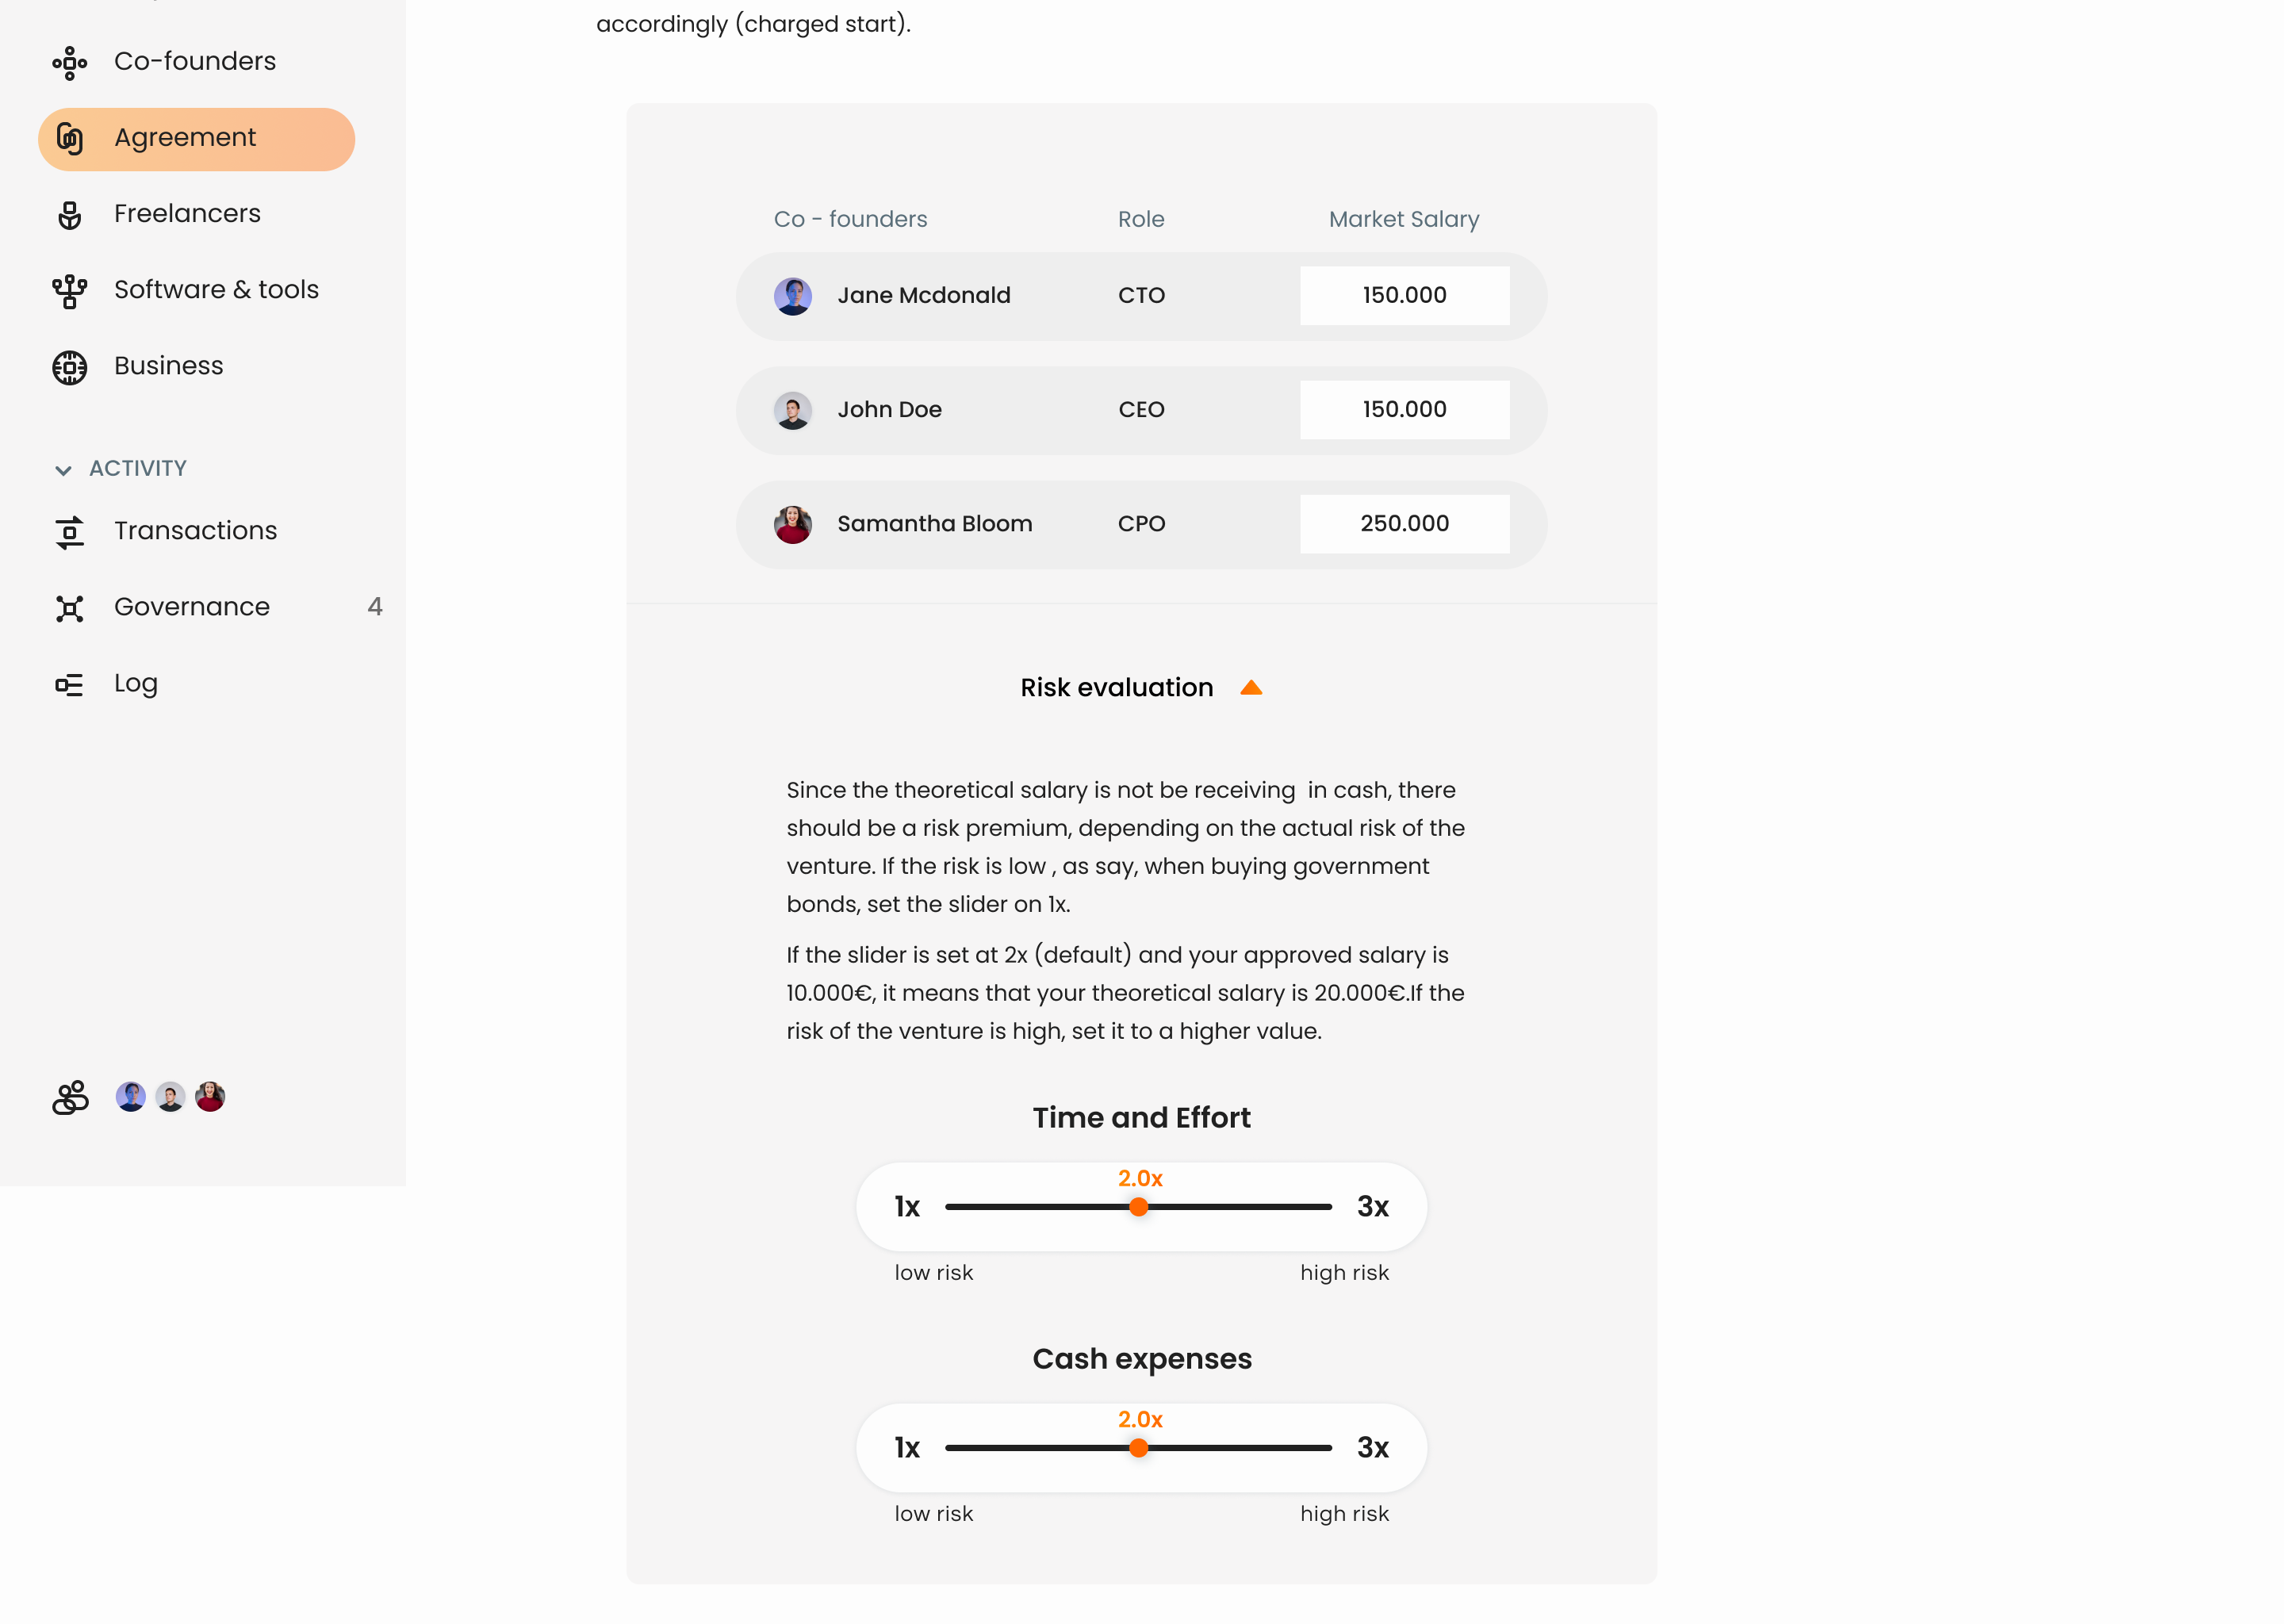 Co-founders
Agreement
Freelancers
Software & tools
Business
ACTIVITY
Transactions
Governance 4
Log
accordingly (charged start).
Co - founders Role Market Salary
Jane Mcdonald CTO 150.000
John Doe CEO 150.000
Samantha Bloom CPO 250.000
Risk evaluation
Since the theoretical salary is not be receiving  in cash, there
should be a risk premium, depending on the actual risk of the
venture. If the risk is low , as say, when buying government
bonds, set the slider on 1x.
If the slider is set at 2x (default) and your approved salary is
10.000€, it means that your theoretical salary is 20.000€.If the
risk of the venture is high, set it to a higher value.
Time and Effort
2.0x
1x 3x
low risk high risk
Cash expenses
2.0x
1x 3x
low risk high risk